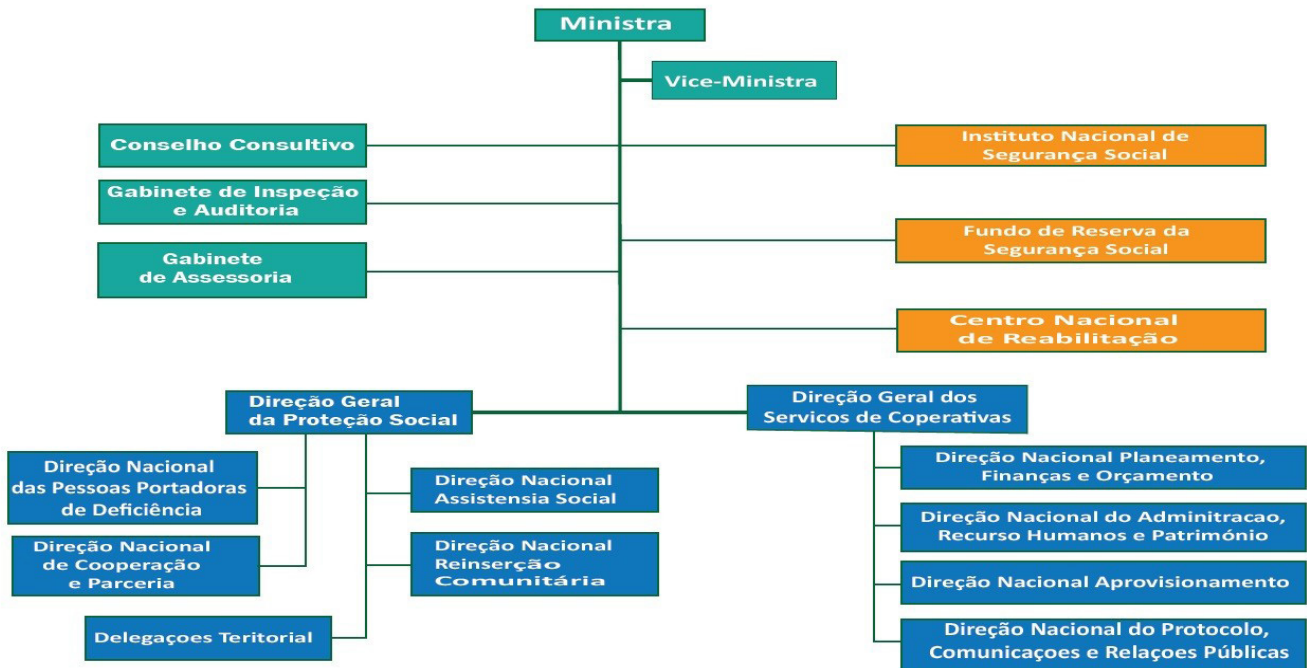 Ministra
Vice-Ministra
Conselho Consultivo
Instituto Nacional de
Segurança Social
Gabinete de Inspeção
e Auditoria
Fundo de Reserva da
Segurança Social
Gabinete
de Assessoria
Centro Nacional
de Reabilitação
Direção Geral
da Proteção Social
Direção Geral dos
Servicos de Coperativas
Direção Nacional
das Pessoas Portadoras
de Deficiência
Direção Nacional
Assistensia Social
Direção Nacional Planeamento,
Finanças e Orçamento
Direção Nacional
de Cooperação
e Parceria
Direção Nacional
Reinserção
Comunitária
Direção Nacional do Adminitracao,
Recurso Humanos e Património
Direção Nacional Aprovisionamento
Delegaçoes Teritorial
Direção Nacional do Protocolo,
Comunicaçoes e Relaçoes Públicas